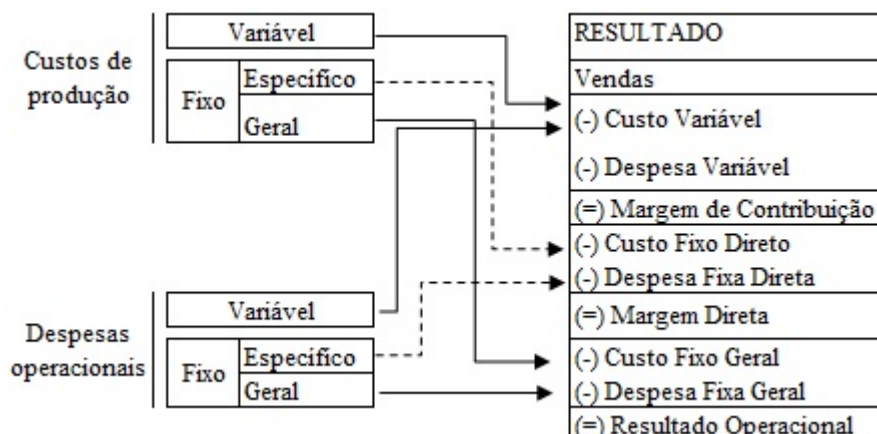 Custos de
produção
Variável
Fixo
Específico
Geral
Despesas
operacionais
Variável
Fixo
Específico
Geral
RESULTADO
Vendas
(-) Custo Variável
(-) Despesa Variável
(=) Margem de Contribuição
(-) Custo Fixo Direto
(-) Despesa Fixa Direta
(=) Margem Direta
(-) Custo Fixo Geral
(-) Despesa Fixa Geral
(=) Resultado Operacional